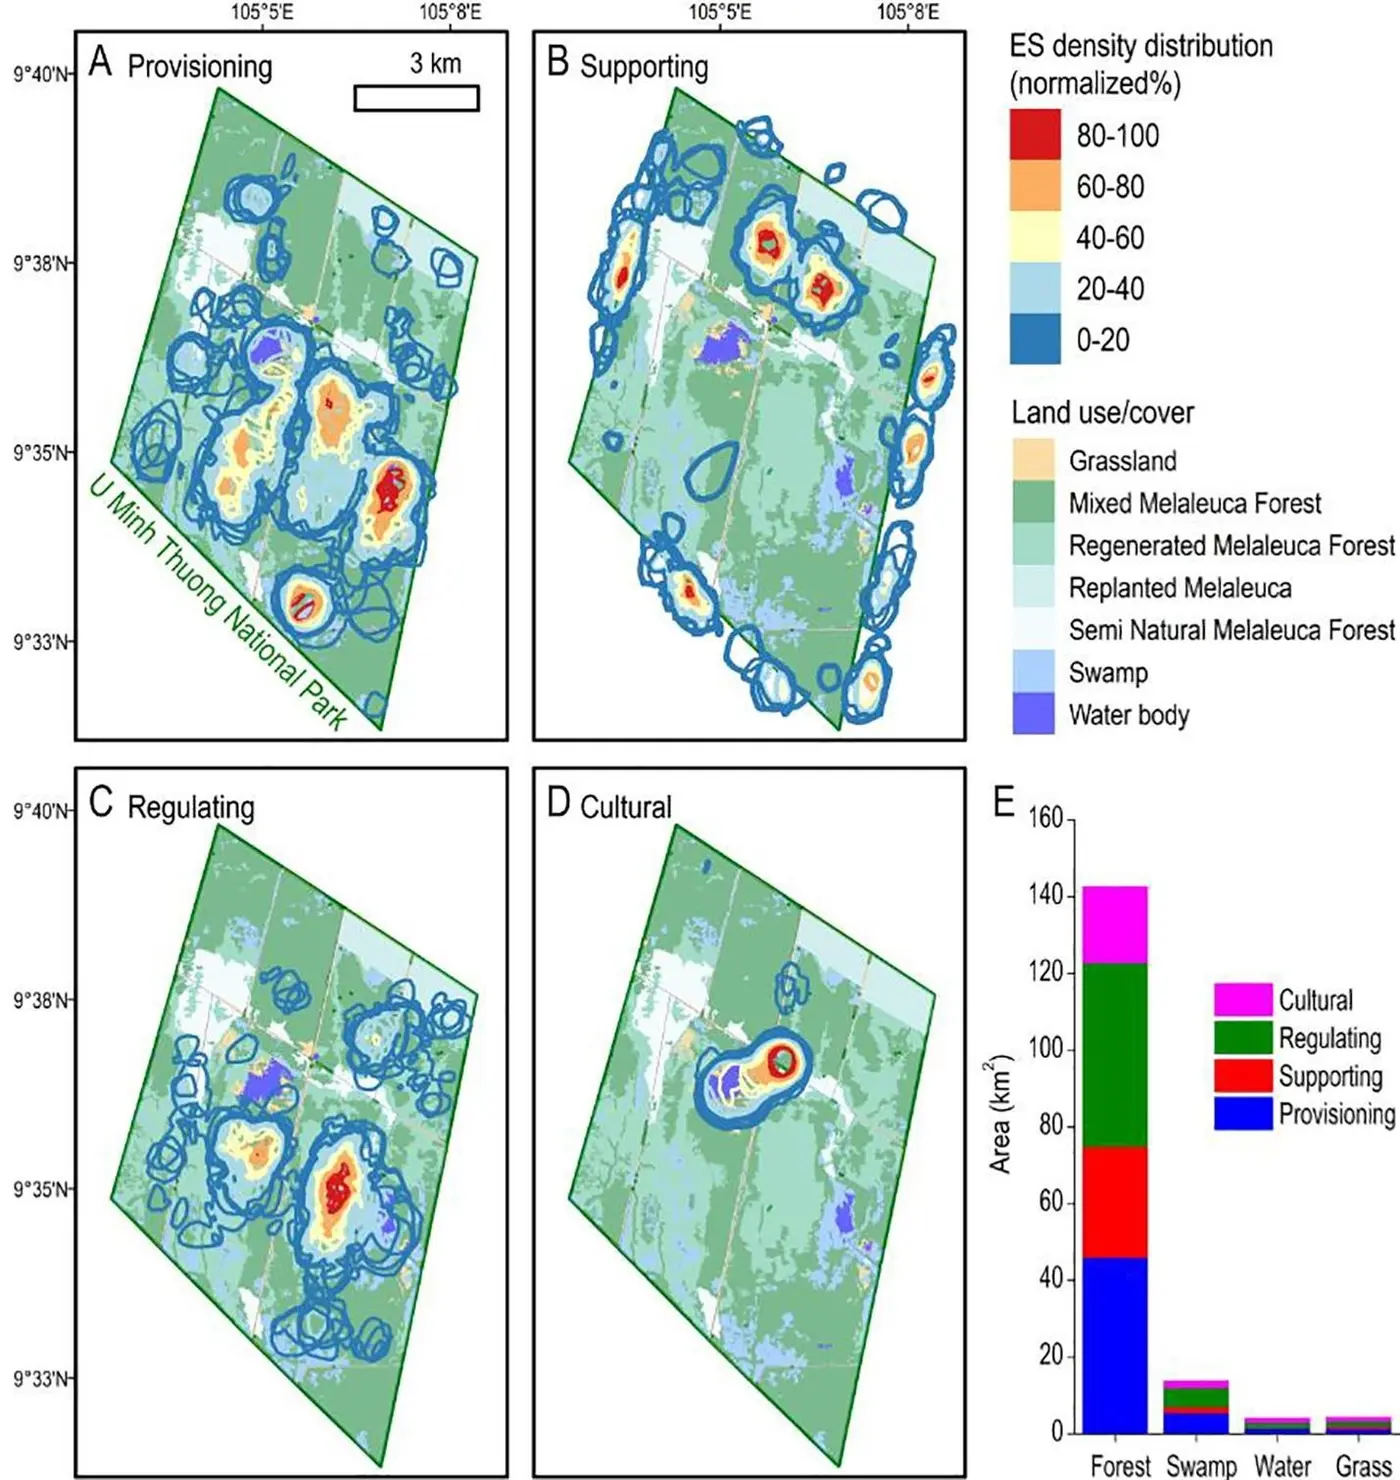 105°5'E
105°8'E
105°5'E
105°8'E
A Provisioning
3 km
B Supporting
9°40'N
9°38'N
9°35'N
9°33'N
U Minh Thuong National Park
ES density distribution
(normalized%)
80-100
60-80
40-60
20-40
0-20
Land use/cover
Grassland
Mixed Melaleuca Forest
Regenerated Melaleuca Forest
Replanted Melaleuca
Semi Natural Melaleuca Forest
Swamp
Water body
C Regulating
D Cultural
9°40'N
9°38'N
9°35'N
9°33'N
E
160
140
120
100
80
60
40
20
0
Area (km²)
Cultural
Regulating
Supporting
Provisioning
Forest
Swamp
Water
Grass